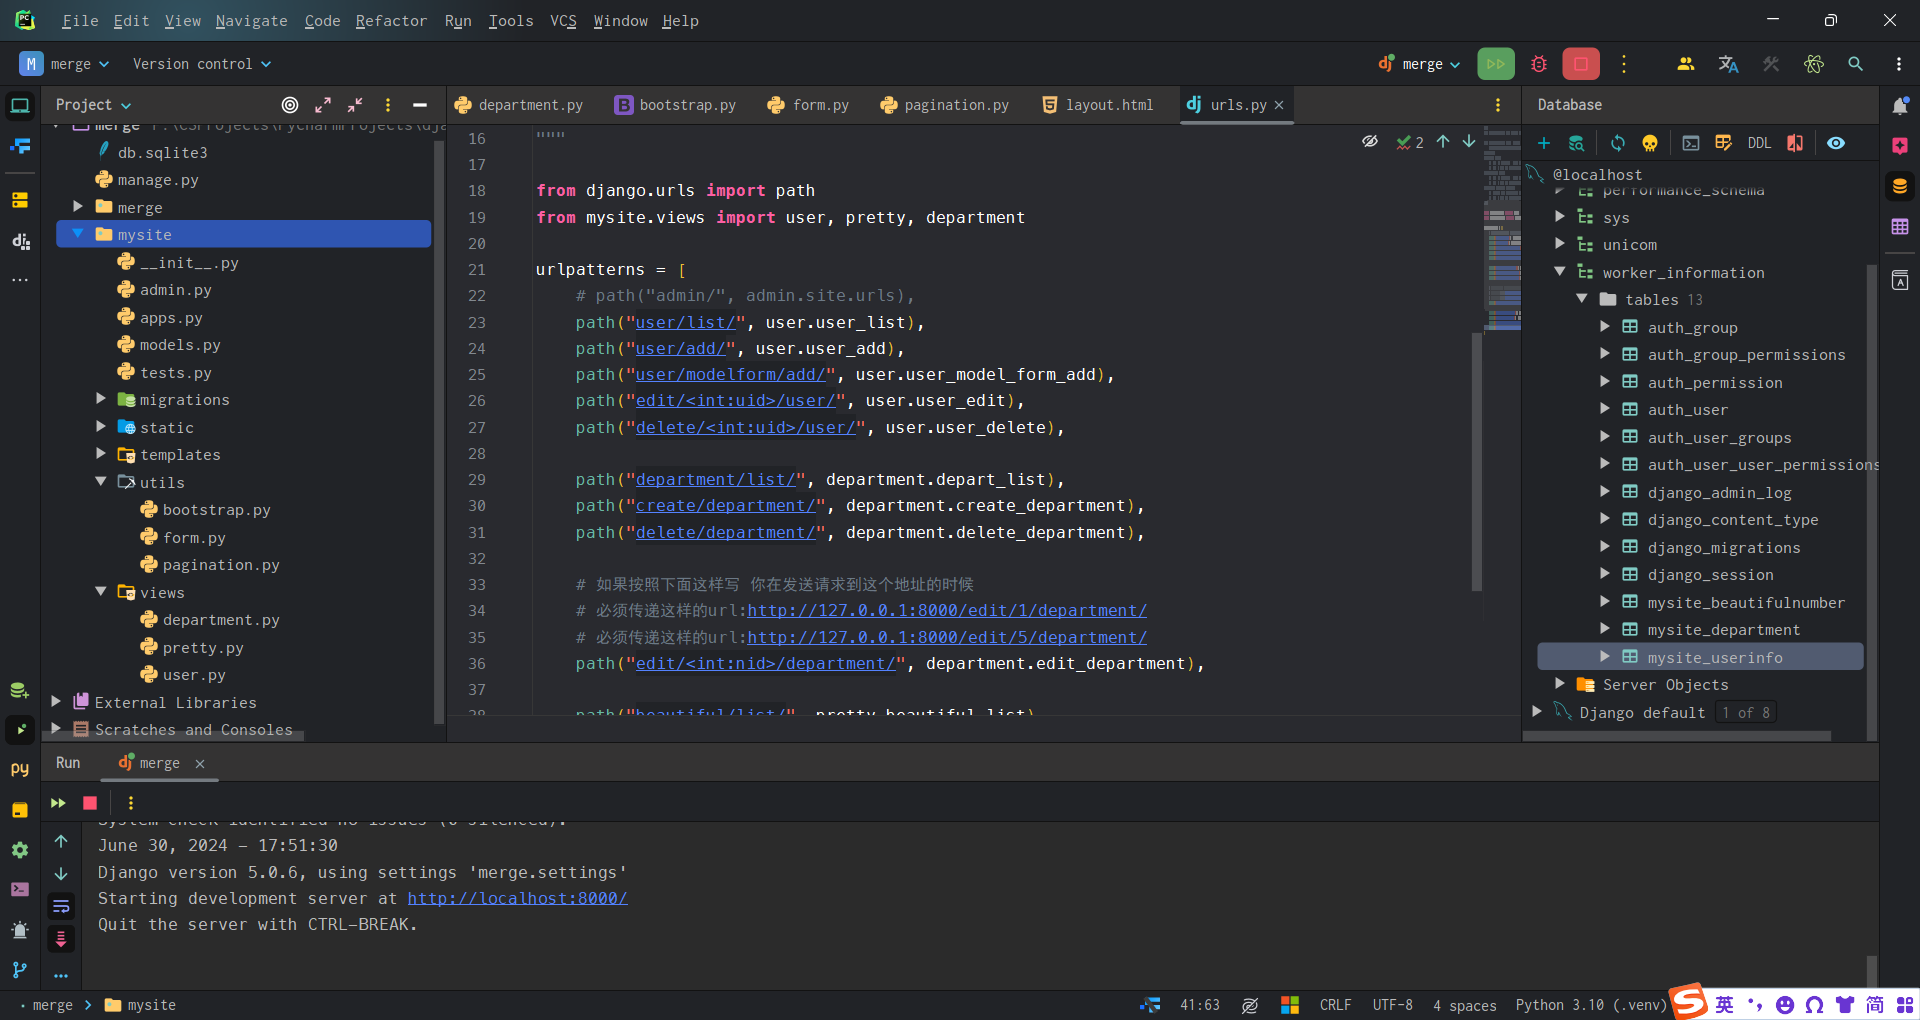 File Edit View Navigate Code Refactor Run Tools VCS Window Help
M merge Version control
merge
Project
department.py
bootstrap.py
form.py
pagination.py
layout.html
urls.py
Database
merge
db.sqlite3
manage.py
merge
mysite
__init__.py
admin.py
apps.py
models.py
tests.py
migrations
static
templates
utils
bootstrap.py
form.py
pagination.py
views
department.py
pretty.py
user.py
External Libraries
Scratches and Consoles
2
16 """
17
18 from django.urls import path
19 from mysite.views import user, pretty, department
20
21 urlpatterns = [
22 # path("admin/", admin.site.urls),
23 path("user/list/", user.user_list),
24 path("user/add/", user.user_add),
25 path("user/modelform/add/", user.user_model_form_add),
26 path("edit/<int:uid>/user/", user.user_edit),
27 path("delete/<int:uid>/user/", user.user_delete),
28
29 path("department/list/", department.depart_list),
30 path("create/department/", department.create_department),
31 path("delete/department/", department.delete_department),
32
33 # 如果按照下面这样写 你在发送请求到这个地址的时候
34 # 必须传递这样的url:http://127.0.0.1:8000/edit/1/department/
35 # 必须传递这样的url:http://127.0.0.1:8000/edit/5/department/
36 path("edit/<int:nid>/department/", department.edit_department),
37
38 path("beautiful/list/", pretty.beautiful_list)
DDL
@localhost
performance_schema
sys
unicom
worker_information
tables 13
auth_group
auth_group_permissions
auth_permission
auth_user
auth_user_groups
auth_user_user_permissions
django_admin_log
django_content_type
django_migrations
django_session
mysite_beautifulnumber
mysite_department
mysite_userinfo
Server Objects
Django default 1 of 8
Run merge
System check identified no issues (0 silenced).
June 30, 2024 - 17:51:30
Django version 5.0.6, using settings 'merge.settings'
Starting development server at http://localhost:8000/
Quit the server with CTRL-BREAK.
merge > mysite
41:63 CRLF UTF-8 4 spaces Python 3.10 (.venv)
S 英 简